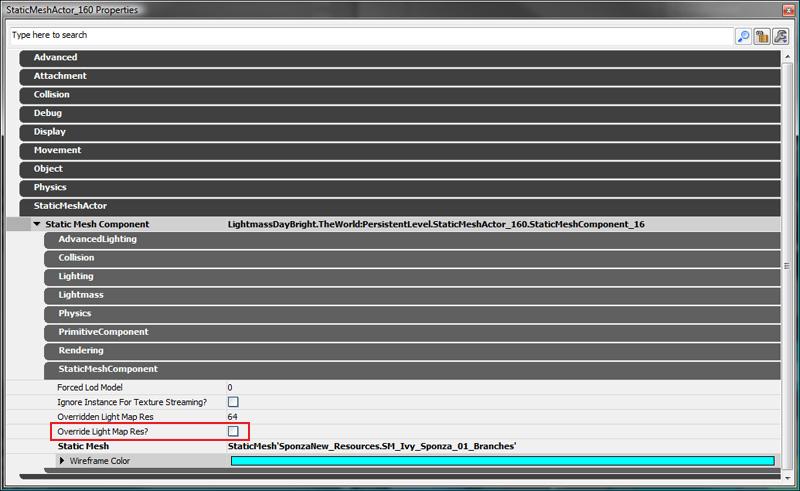 StaticMeshActor_160 Properties
Type here to search
Advanced
Attachment
Collision
Debug
Display
Movement
Object
Physics
StaticMeshActor
Static Mesh Component LightmassDayBright.TheWorld:PersistentLevel.StaticMeshActor_160.StaticMeshComponent_16
AdvancedLighting
Collision
Lighting
Lightmass
Physics
PrimitiveComponent
Rendering
StaticMeshComponent
Forced Lod Model 0
Ignore Instance For Texture Streaming?
Overridden Light Map Res 64
Override Light Map Res?
Static Mesh StaticMesh'SponzaNew_Resources.SM_Ivy_Sponza_01_Branches'
Wireframe Color